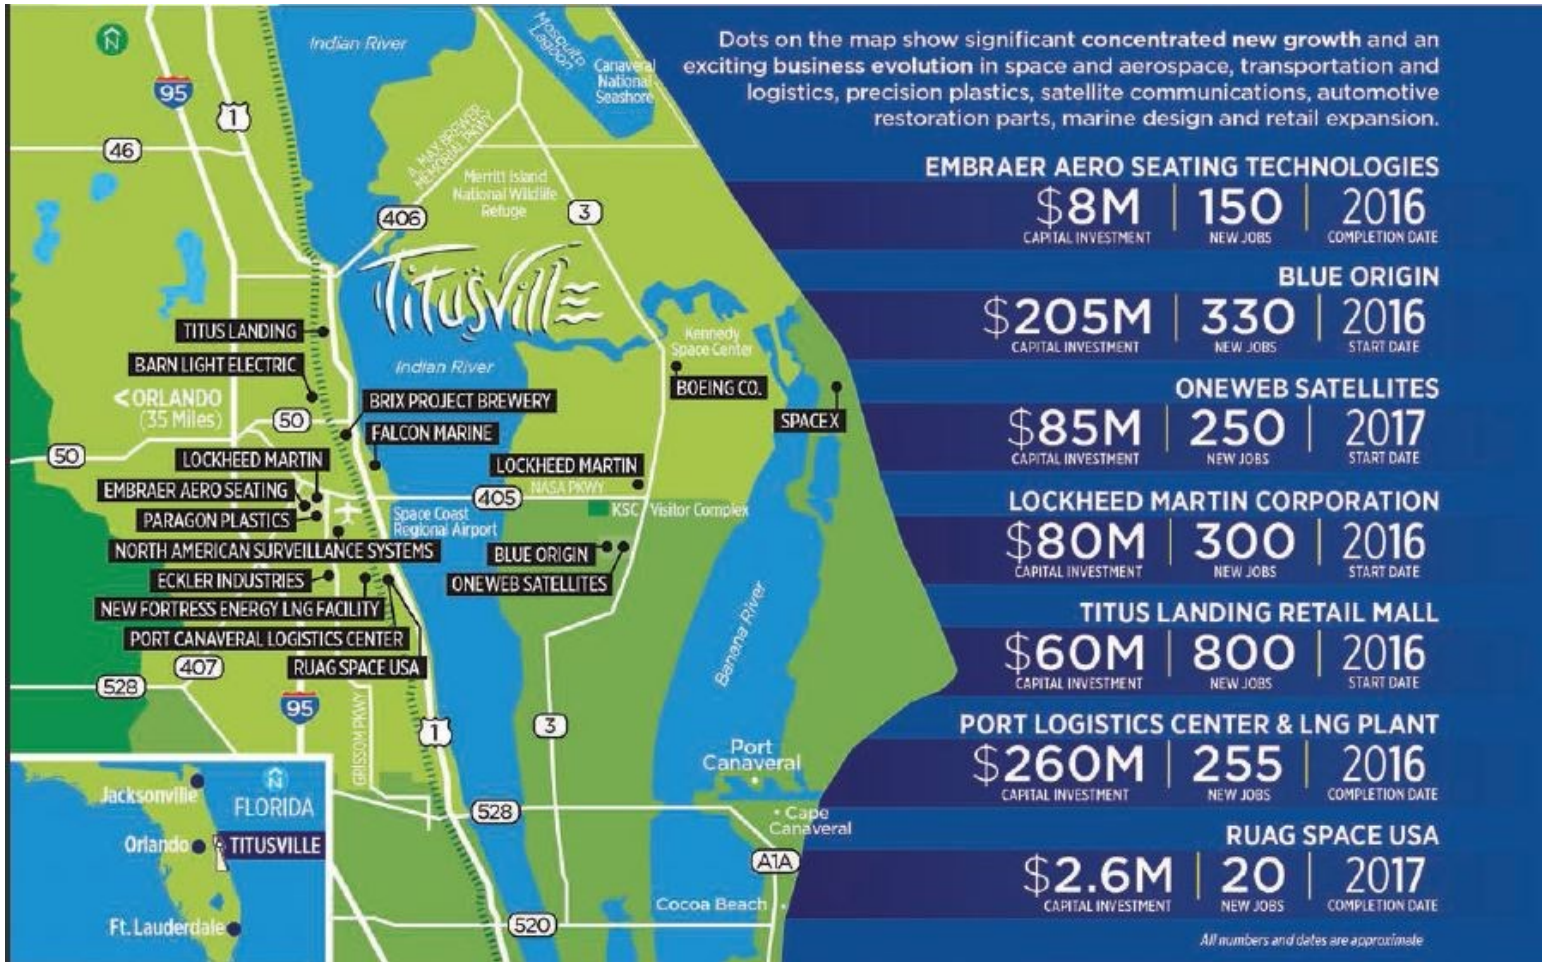 Indian River
Mosquito
Lagoon
Canaveral
National
Seashore
N
95
1
46
A. MAX BREWER
MEMORIAL PKWY
Merritt Island
National Wildlife
Refuge
406
3
Titusville
TITUS LANDING
BARN LIGHT ELECTRIC
Indian River
Kennedy
Space Center
BOEING CO.
SPACEX
<ORLANDO
(35 Miles)
50
BRIX PROJECT BREWERY
FALCON MARINE
50
LOCKHEED MARTIN
LOCKHEED MARTIN
NASA PKWY
EMBRAER AERO SEATING
405
PARAGON PLASTICS
Space Coast
Regional Airport
KSC Visitor Complex
NORTH AMERICAN SURVEILLANCE SYSTEMS
BLUE ORIGIN
ECKLER INDUSTRIES
ONEWEB SATELLITES
NEW FORTRESS ENERGY LNG FACILITY
PORT CANAVERAL LOGISTICS CENTER
RUAG SPACE USA
Banana River
407
528
95
GRISSOM PKWY
1
3
Port
Canaveral
528
Cape
Canaveral
A1A
Cocoa Beach
520
N
FLORIDA
Jacksonville
Orlando
TITUSVILLE
Ft. Lauderdale
Dots on the map show significant concentrated new growth and an
exciting business evolution in space and aerospace, transportation and
logistics, precision plastics, satellite communications, automotive
restoration parts, marine design and retail expansion.
EMBRAER AERO SEATING TECHNOLOGIES
$8M 150 2016
CAPITAL INVESTMENT NEW JOBS COMPLETION DATE
BLUE ORIGIN
$205M 330 2016
CAPITAL INVESTMENT NEW JOBS START DATE
ONEWEB SATELLITES
$85M 250 2017
CAPITAL INVESTMENT NEW JOBS START DATE
LOCKHEED MARTIN CORPORATION
$80M 300 2016
CAPITAL INVESTMENT NEW JOBS START DATE
TITUS LANDING RETAIL MALL
$60M 800 2016
CAPITAL INVESTMENT NEW JOBS START DATE
PORT LOGISTICS CENTER & LNG PLANT
$260M 255 2016
CAPITAL INVESTMENT NEW JOBS COMPLETION DATE
RUAG SPACE USA
$2.6M 20 2017
CAPITAL INVESTMENT NEW JOBS COMPLETION DATE
All numbers and dates are approximate